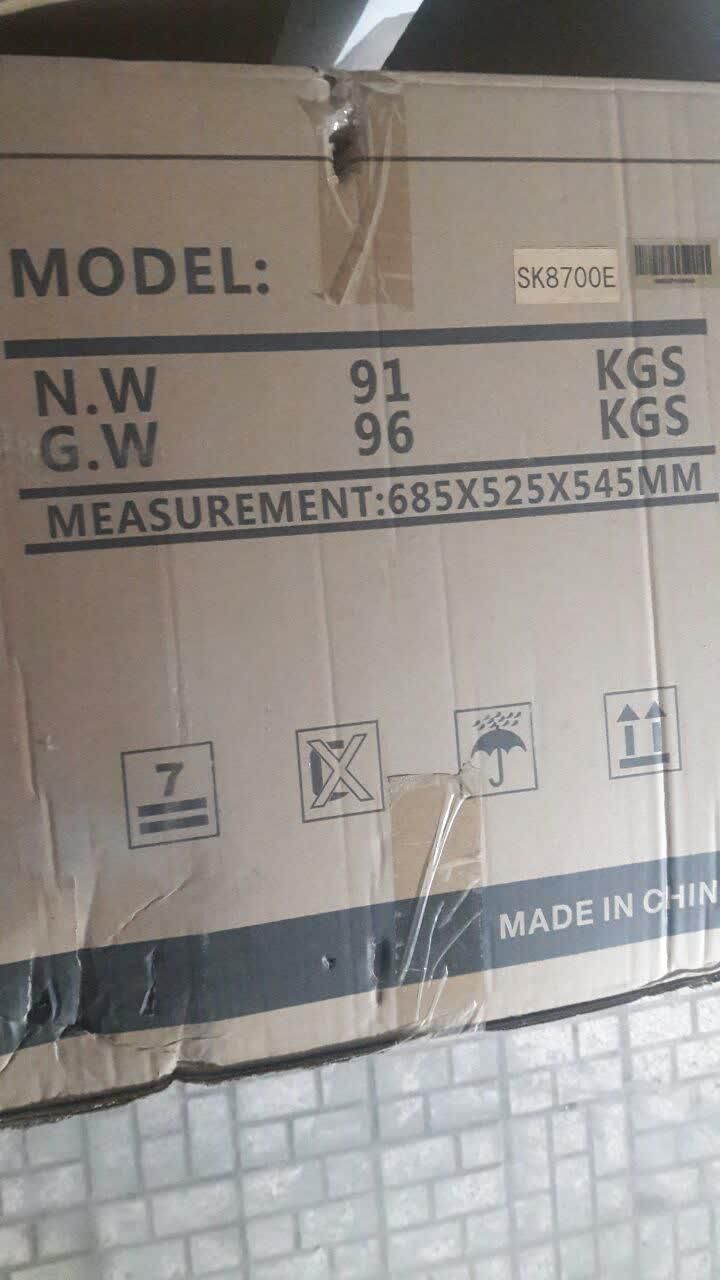 MODEL: SK8700E
N.W 91 KGS
G.W 96 KGS
MEASUREMENT:685X525X545MM
7
MADE IN CHIN